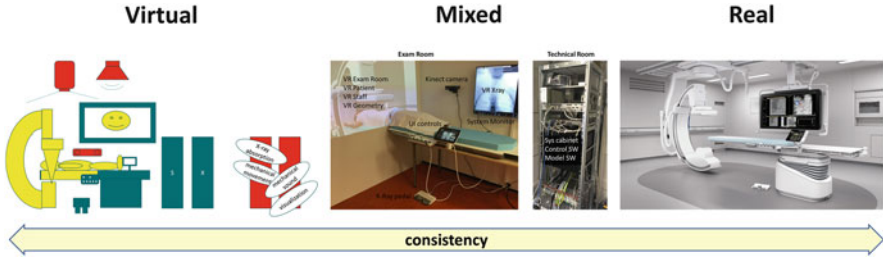 Virtual
Mixed
Real
Exam Room
Technical Room
VR Exam Room
VR Patient
VR Staff
VR Geometry
Kinect camera
VR Xray
UI controls
System Monitor
X-Ray pedal
Sys cabinet
Control SW
Model SW
S
X
X-ray
absorption
mechanical
movement
mechanical
sound
visualization
consistency